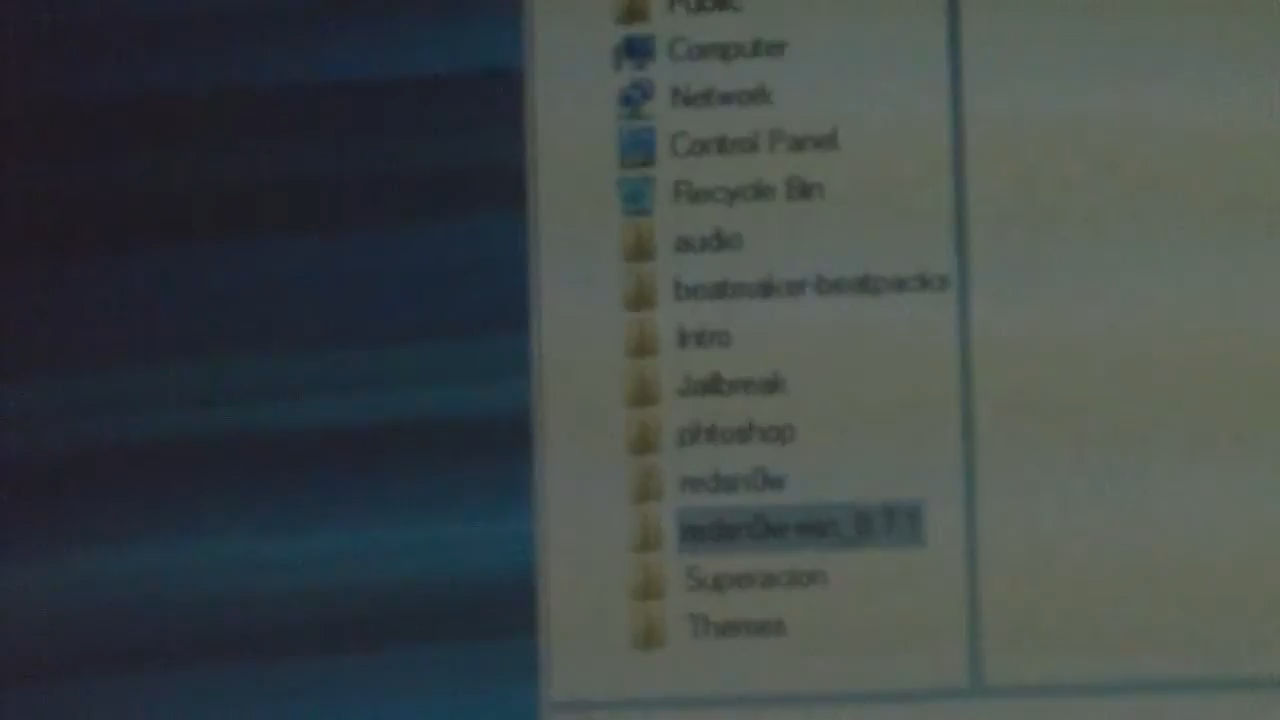 Public
Computer
Network
Control Panel
Recycle Bin
audio
beatmaker-beatpacks
Intro
Jailbreak
phtoshop
redsn0w
redsn0w-win_0.7.1
Superacion
Themes